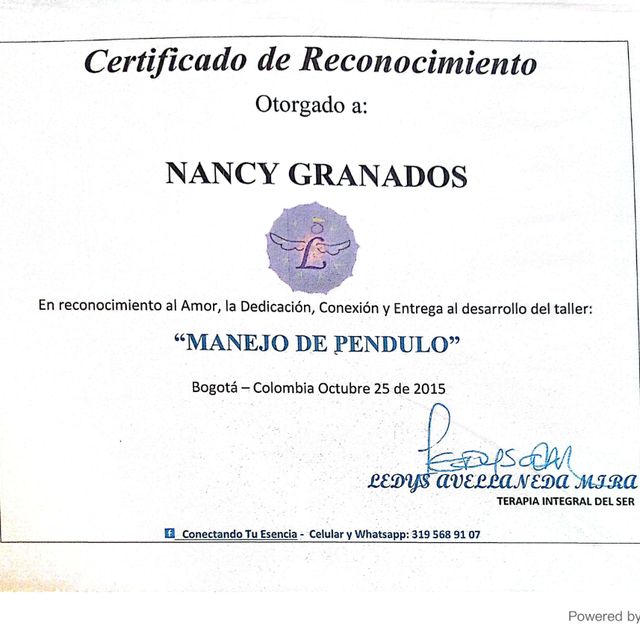 Certificado de Reconocimiento
Otorgado a:
NANCY GRANADOS
L
En reconocimiento al Amor, la Dedicación, Conexión y Entrega al desarrollo del taller:
“MANEJO DE PENDULO”
Bogotá – Colombia Octubre 25 de 2015
LEDYS AVELLANEDA MIRA
TERAPIA INTEGRAL DEL SER
f Conectando Tu Esencia - Celular y Whatsapp: 319 568 91 07
Powered by